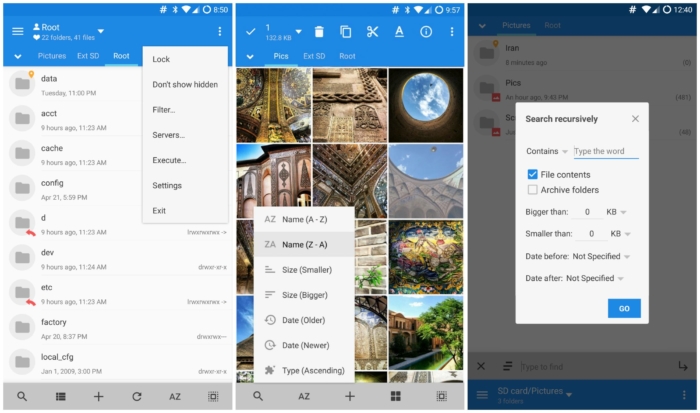 # 8:50
Root
22 folders, 41 files
Pictures Ext SD Root
data
Tuesday, 11:00 PM
acct
9 hours ago, 11:23 AM
cache
9 hours ago, 11:23 AM
config
Apr 21, 5:59 PM
d
9 hours ago, 11:23 AM lrwxrwxrwx ->
dev
9 hours ago, 11:24 AM drwxr-xr-x
etc
9 hours ago, 11:23 AM lrwxrwxrwx ->
factory
Apr 20, 8:37 PM drwxrwx---
local_cfg
Jan 1, 2009, 3:00 AM drwxr-xr-x
AZ
Lock
Don't show hidden
Filter...
Servers...
Execute...
Settings
Exit
# 9:57
1
132.8 KB
A
Pics Ext SD Root
AZ Name (A - Z)
ZA Name (Z - A)
Size (Smaller)
Size (Bigger)
Date (Older)
Date (Newer)
Type (Ascending)
AZ
# 12:40
Pictures Root
Iran
8 minutes ago (0)
Pics
An hour ago, 9:43 PM (481)
Search recursively
Contains Type the word
File contents
Archive folders
Bigger than: 0 KB
Smaller than: 0 KB
Date before: Not Specified
Date after: Not Specified
GO
Type to find
SD card/Pictures
3 folders